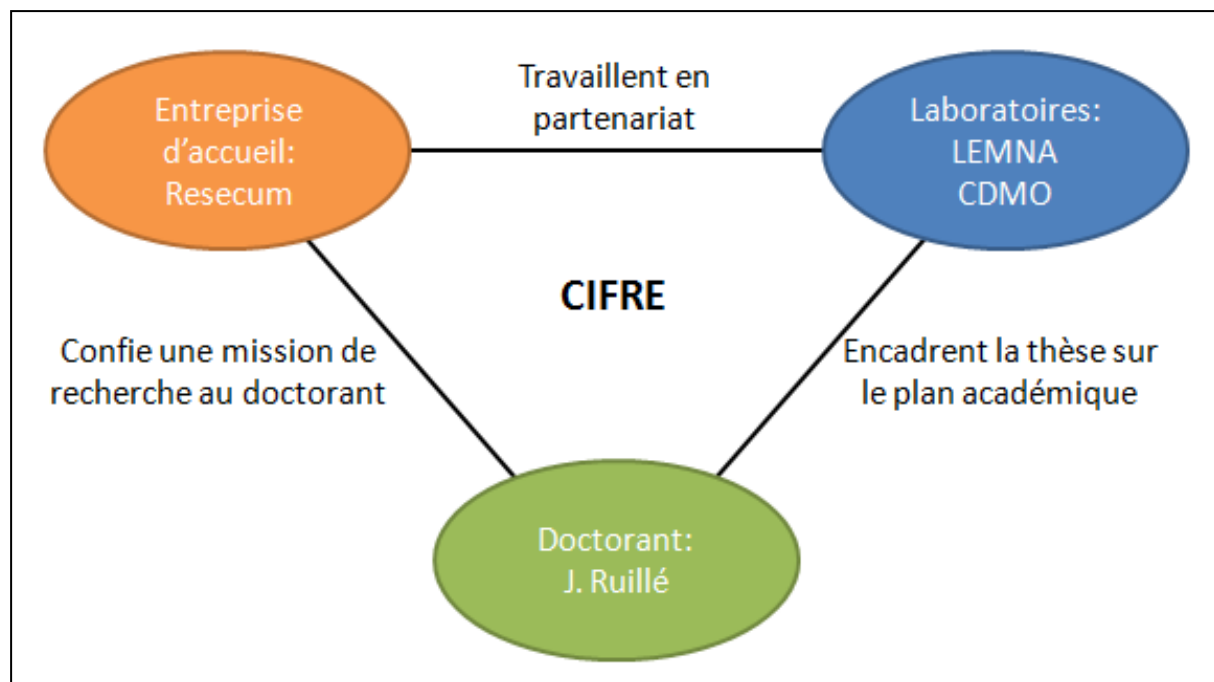 Entreprise
d’accueil:
Resecum
Travaillent en
partenariat
Laboratoires:
LEMNA
CDMO
CIFRE
Confie une mission de
recherche au doctorant
Encadrent la thèse sur
le plan académique
Doctorant:
J. Ruillé